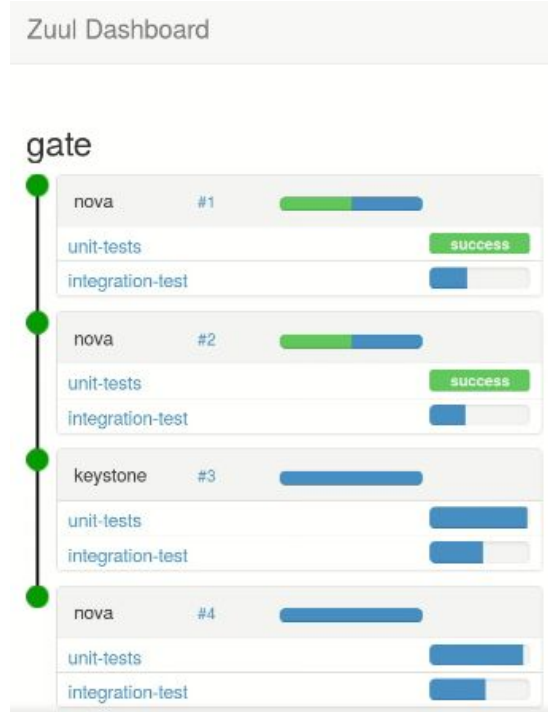 Zuul Dashboard
gate
nova #1
unit-tests success
integration-test
nova #2
unit-tests success
integration-test
keystone #3
unit-tests
integration-test
nova #4
unit-tests
integration-test